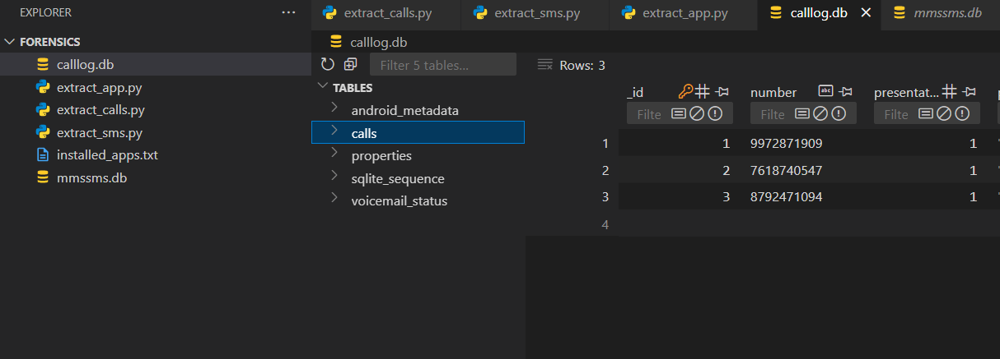 EXPLORER ···
FORENSICS
calllog.db
extract_app.py
extract_calls.py
extract_sms.py
installed_apps.txt
mmssms.db
extract_calls.py extract_sms.py extract_app.py calllog.db mmssms.db
calllog.db
Filter 5 tables...
TABLES
android_metadata
calls
properties
sqlite_sequence
voicemail_status
Rows: 3
_id number presentat...
Filte Filte Filte
1 1 9972871909 1
2 2 7618740547 1
3 3 8792471094 1
4